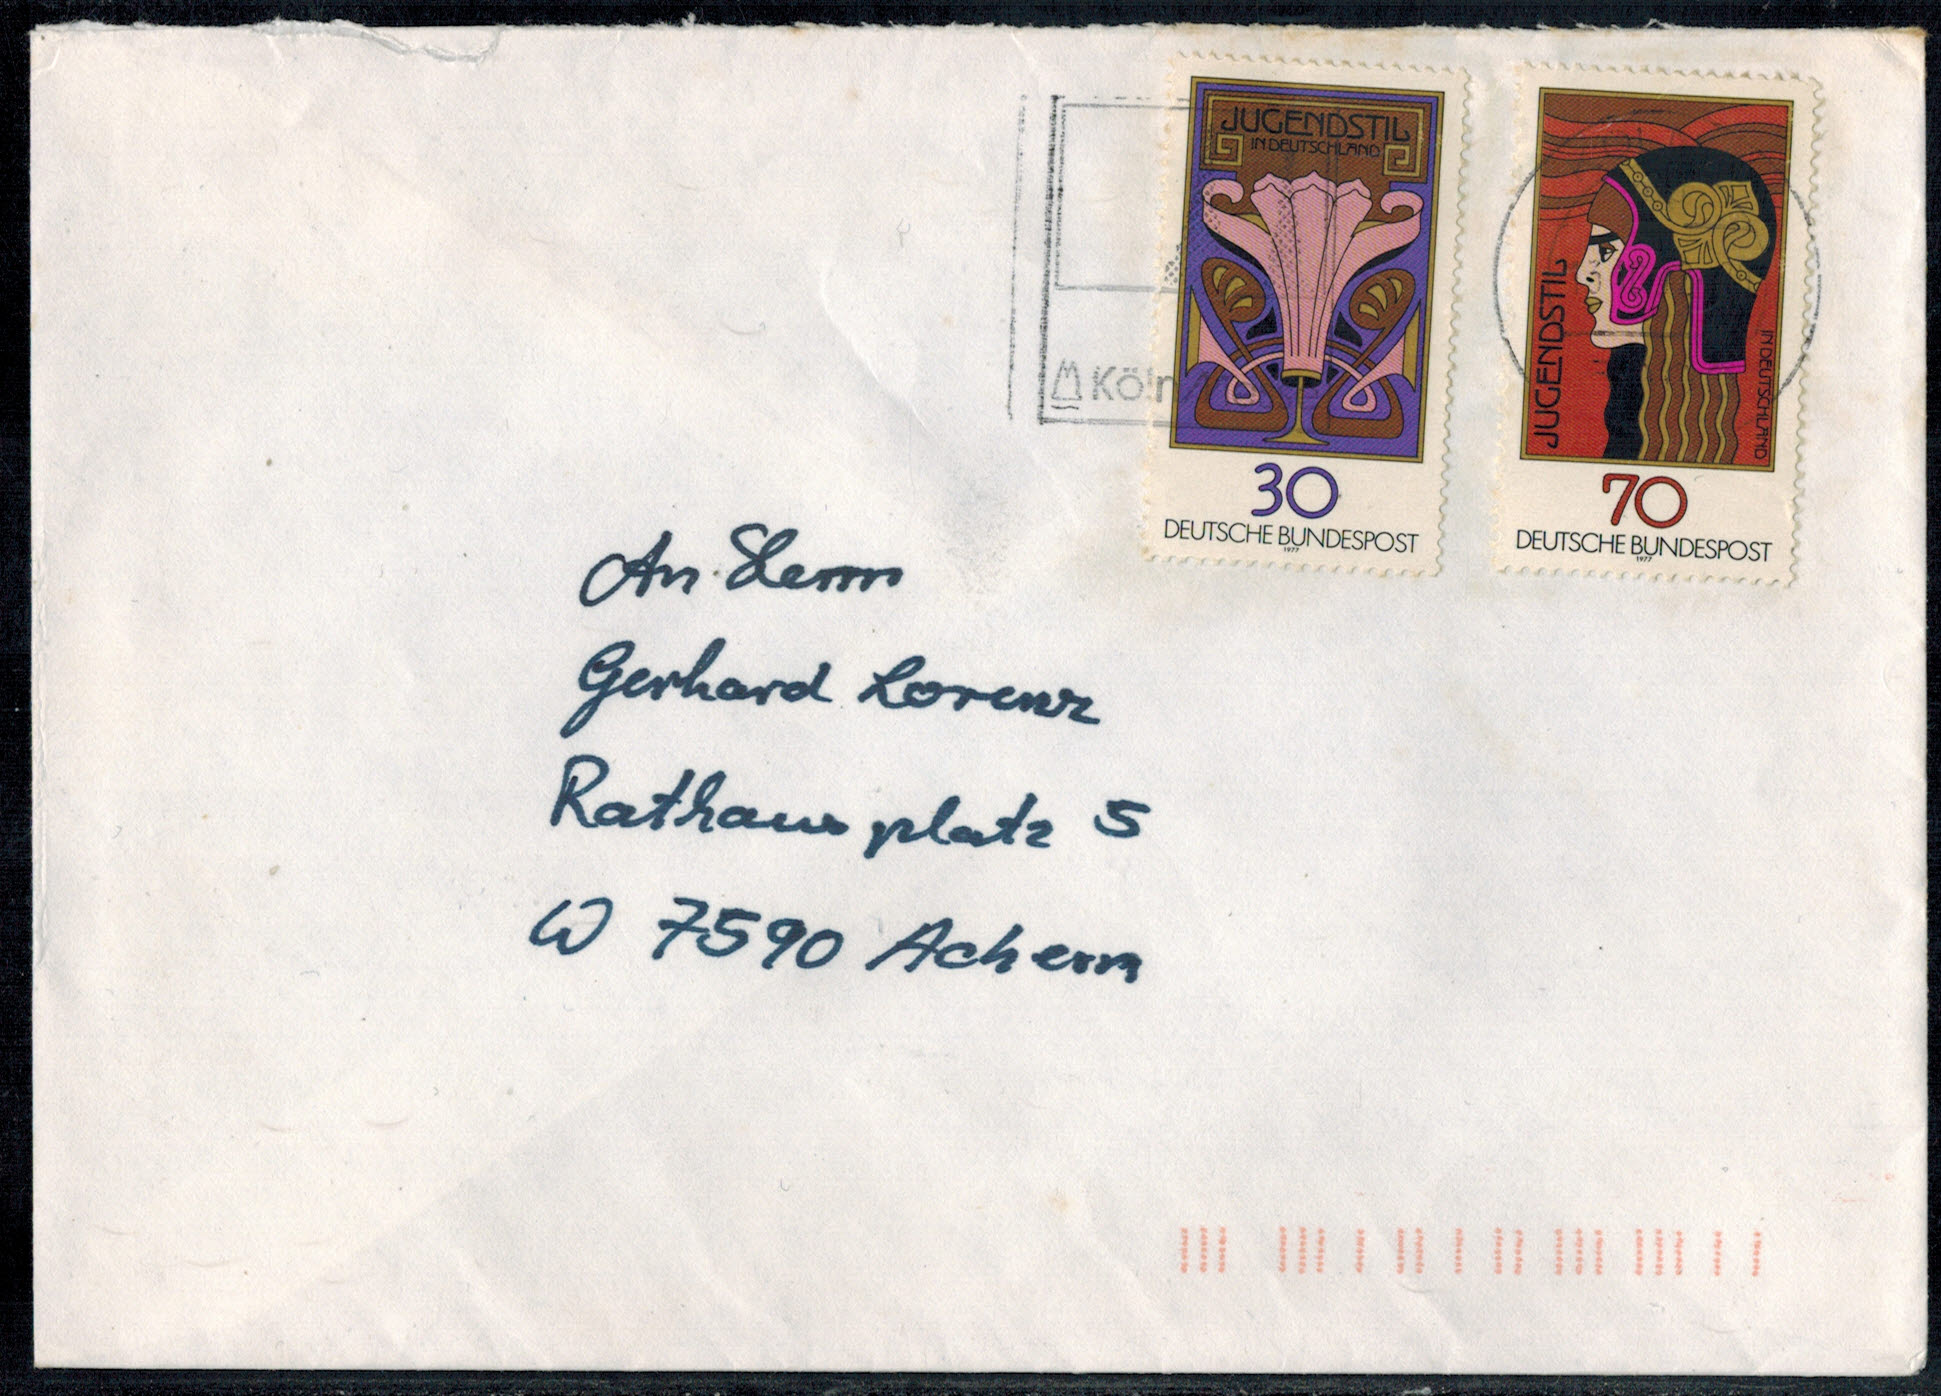 JUGENDSTIL
IN DEUTSCHLAND
30
DEUTSCHE BUNDESPOST
1977
JUGENDSTIL
IN DEUTSCHLAND
70
DEUTSCHE BUNDESPOST
1977
Köln
An Herrn
Gerhard Lorenz
Rathausplatz 5
W 7590 Achern